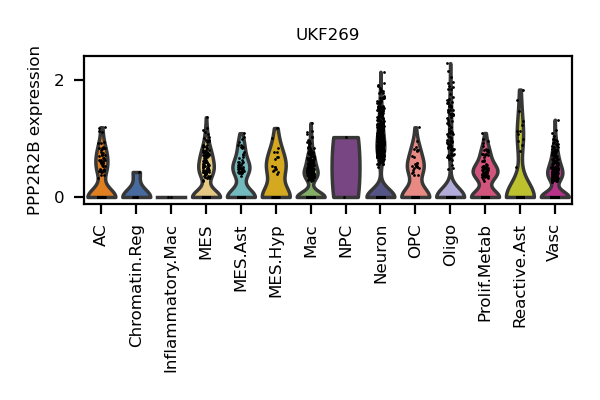 UKF269
PPP2R2B expression
2
0
AC
Chromatin.Reg
Inflammatory.Mac
MES
MES.Ast
MES.Hyp
Mac
NPC
Neuron
OPC
Oligo
Prolif.Metab
Reactive.Ast
Vasc